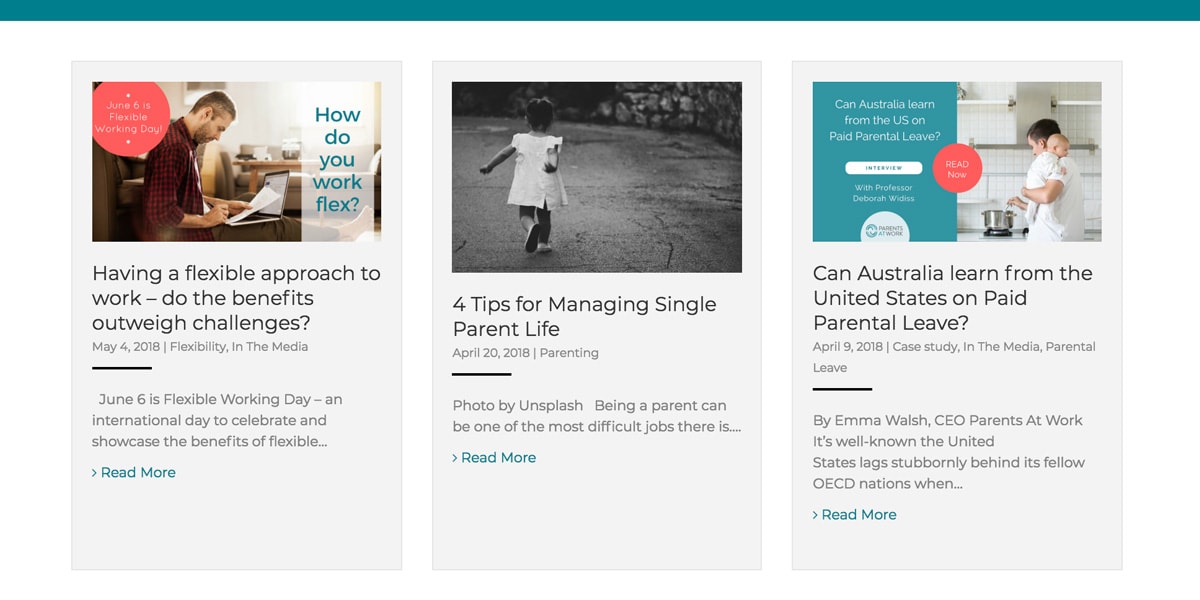 June 6 is
Flexible
Working Day!
How
do
you
work
flex?
Having a flexible approach to
work – do the benefits
outweigh challenges?
May 4, 2018 | Flexibility, In The Media
June 6 is Flexible Working Day – an
international day to celebrate and
showcase the benefits of flexible...
> Read More
4 Tips for Managing Single
Parent Life
April 20, 2018 | Parenting
Photo by Unsplash   Being a parent can
be one of the most difficult jobs there is....
> Read More
Can Australia learn
from the US on
Paid Parental Leave?
INTERVIEW
With Professor
Deborah Widiss
PARENTS
AT WORK
READ
Now
Can Australia learn from the
United States on Paid
Parental Leave?
April 9, 2018 | Case study, In The Media, Parental
Leave
By Emma Walsh, CEO Parents At Work
It’s well-known the United
States lags stubbornly behind its fellow
OECD nations when...
> Read More